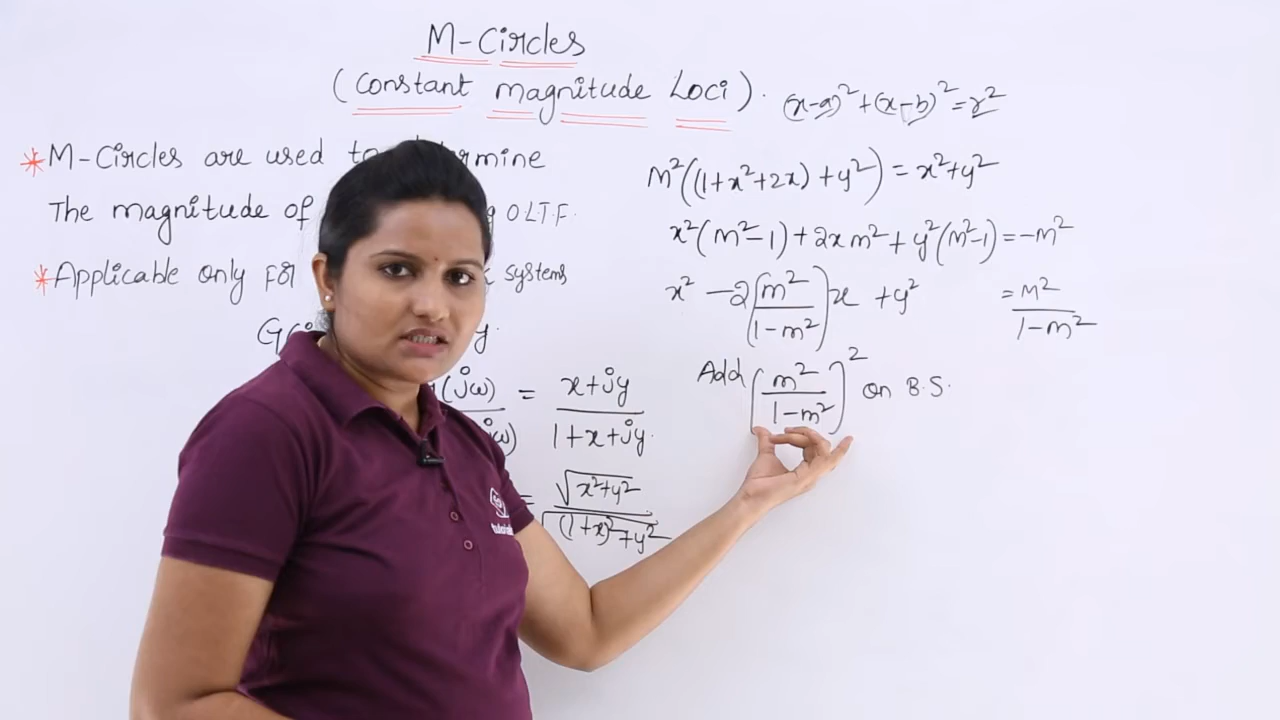 M-Circles
(Constant magnitude Loci).
(x-a)²+(x-b)²=r²
*M-Circles are used to determine
The magnitude of O.L.T.F.
*Applicable only for systems
(jω) = x+jy / 1+x+jy.
= √x²+y² / √(1+x)²+y²
M²((1+x²+2x)+y²)=x²+y²
x²(m²-1)+2xm²+y²(m²-1)=-m²
x² -2(m²/1-m²)x +y² = M²/1-m²
Add (m²/1-m²)² on B.S.